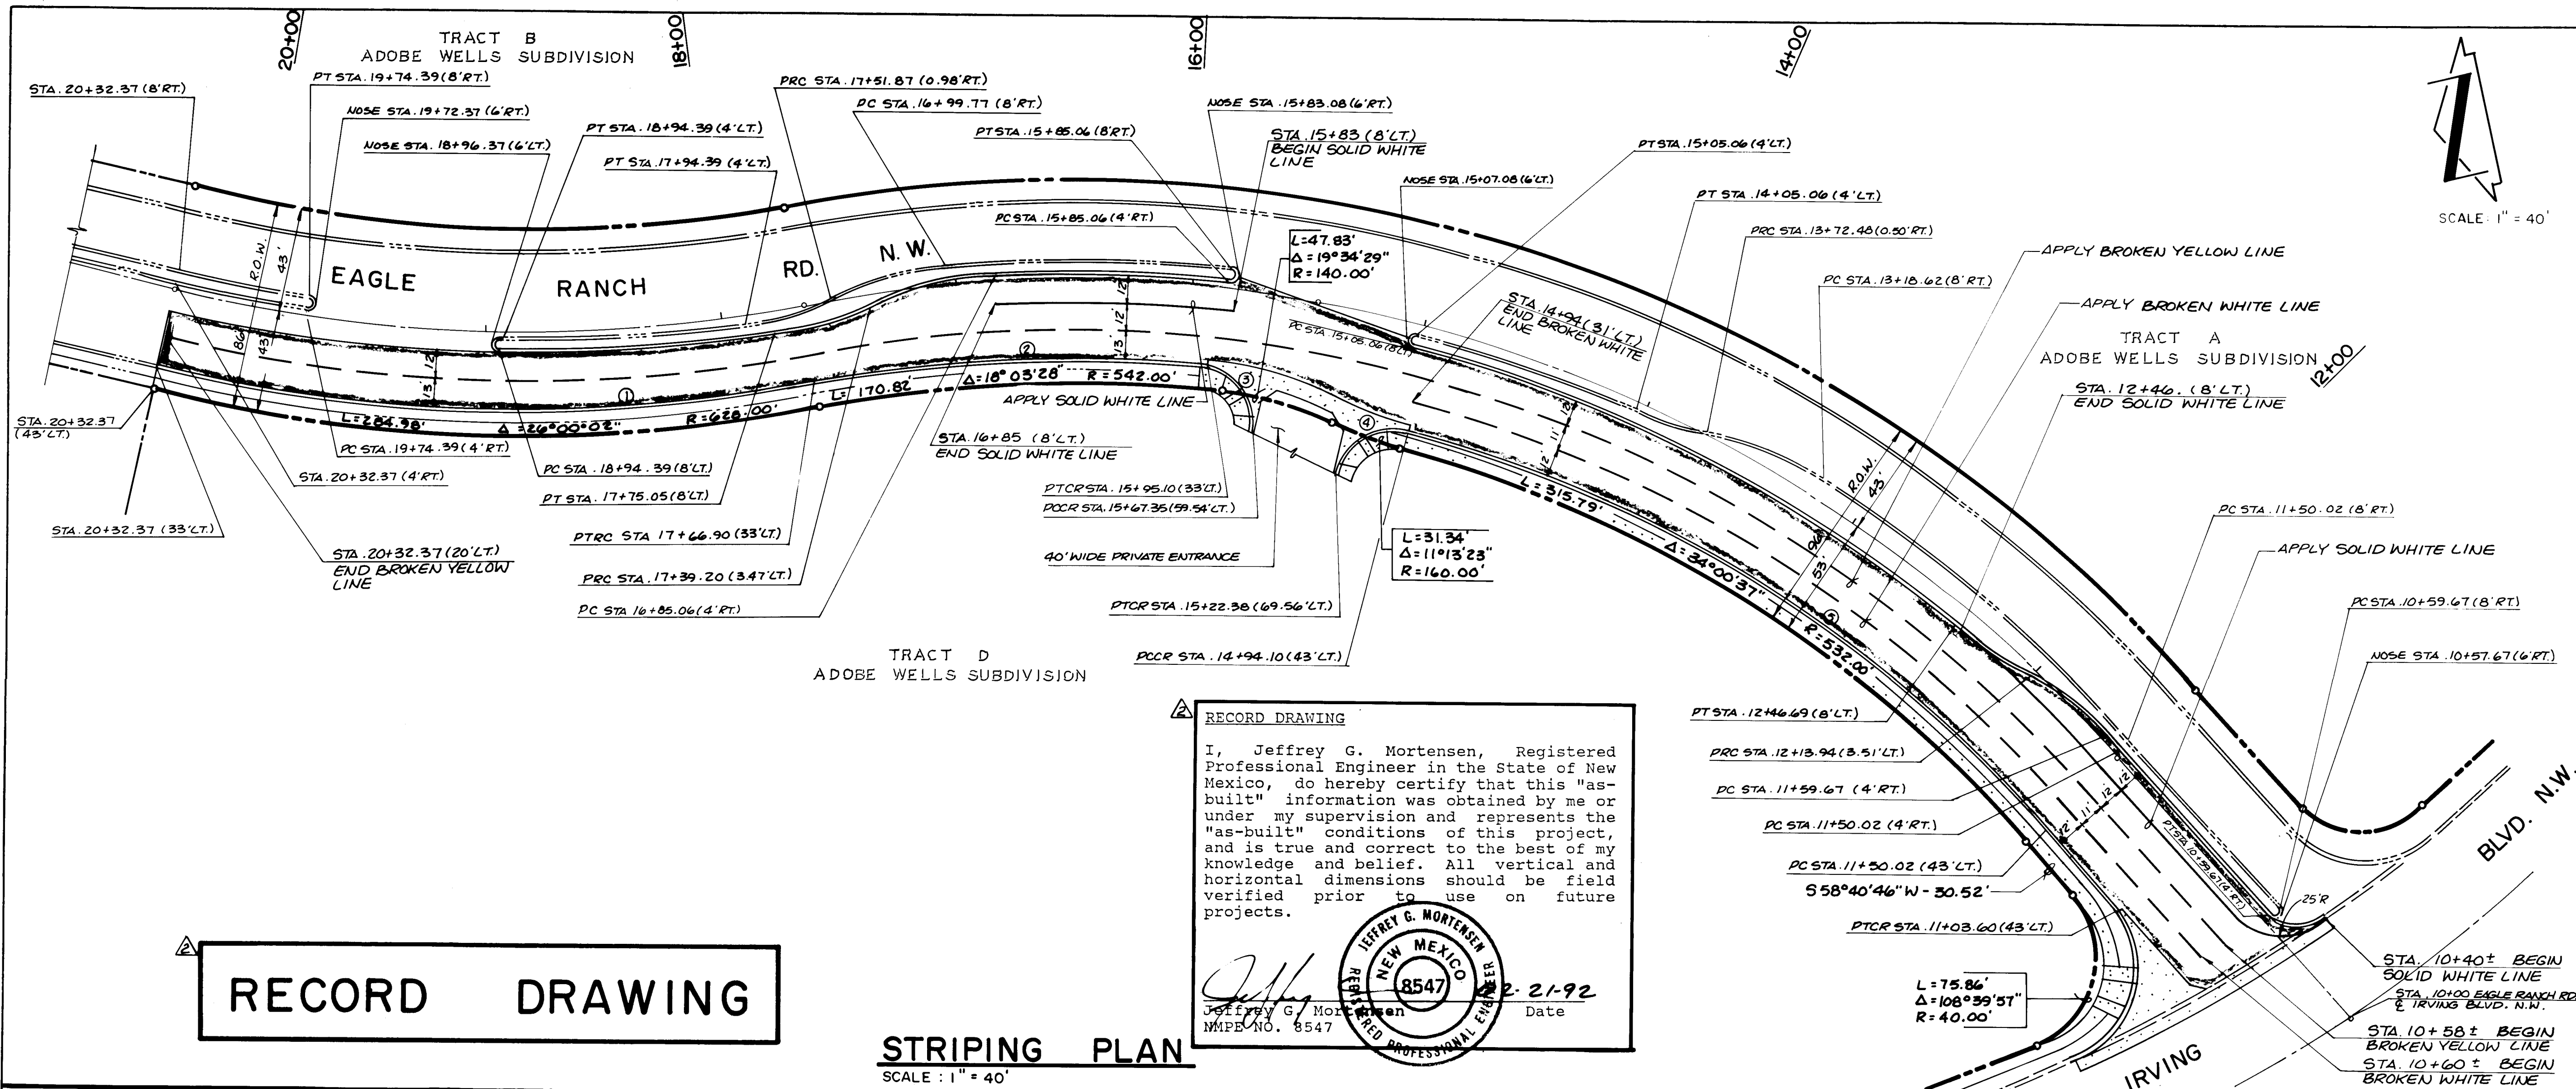 20+00
18+00
16+00
14+00
12+00
TRACT B
ADOBE WELLS SUBDIVISION
STA. 20+32.37 (8'RT.)
PT STA. 19+74.39 (8'RT.)
NOSE STA. 19+72.37 (6'RT.)
NOSE STA. 18+96.37 (6'LT.)
PT STA. 18+94.39 (4'LT.)
PT STA. 17+94.39 (4'LT.)
PRC STA. 17+51.87 (0.98'RT.)
PC STA. 16+99.77 (8'RT.)
PT STA. 15+85.06 (8'RT.)
PC STA. 15+85.06 (4'RT.)
NOSE STA. 15+83.08 (6'RT.)
STA. 15+83 (8'LT.)
BEGIN SOLID WHITE
LINE
L=47.83'
Δ=19°34'29"
R=140.00'
PT STA. 15+05.06 (4'LT.)
NOSE STA. 15+07.08 (6'LT.)
PT STA. 14+05.06 (4'LT.)
PRC STA. 13+72.48 (0.50'RT.)
PC STA. 13+18.62 (8'RT.)
SCALE: 1" = 40'
APPLY BROKEN YELLOW LINE
APPLY BROKEN WHITE LINE
TRACT A
ADOBE WELLS SUBDIVISION
STA. 12+46. (8'LT.)
END SOLID WHITE LINE
EAGLE RANCH RD. N.W.
R.O.W.
43'
86'
43'
12'
13'
12'
12'
13'
PC STA. 15+05.06 (8'LT.)
STA. 14+94 (31'LT.)
END BROKEN WHITE
LINE
①
②
③
④
⑤
L=284.98' Δ=26°00'02" R=628.00'
L=170.82' Δ=18°03'28" R=542.00'
APPLY SOLID WHITE LINE
STA. 20+32.37
(43'LT.)
PC STA. 19+74.39 (4'RT.)
STA. 20+32.37 (4'RT.)
STA. 20+32.37 (33'LT.)
STA. 20+32.37 (20'LT.)
END BROKEN YELLOW
LINE
PC STA. 18+94.39 (8'LT.)
PT STA. 17+75.05 (8'LT.)
PTRC STA 17+66.90 (33'LT.)
PRC STA. 17+39.20 (3.47'LT.)
PC STA 16+85.06 (4'RT.)
STA. 16+85 (8'LT.)
END SOLID WHITE LINE
PTCR STA. 15+95.10 (33'LT.)
PCCR STA. 15+67.35 (59.54'LT.)
40' WIDE PRIVATE ENTRANCE
PTCR STA. 15+22.38 (69.56'LT.)
PCCR STA. 14+94.10 (43'LT.)
L=31.34'
Δ=11°13'23"
R=160.00'
12'
11'
12'
L=315.79' Δ=34°00'37" R=532.00'
R.O.W.
43'
96'
53'
TRACT D
ADOBE WELLS SUBDIVISION
PC STA. 11+50.02 (8'RT.)
APPLY SOLID WHITE LINE
PC STA. 10+59.67 (8'RT.)
NOSE STA. 10+57.67 (6'RT.)
PT STA. 12+46.69 (8'LT.)
PRC STA. 12+13.94 (3.51'LT.)
PC STA. 11+59.67 (4'RT.)
PC STA. 11+50.02 (4'RT.)
PC STA. 11+50.02 (43'LT.)
S 58°40'46" W - 30.52'
PTCR STA. 11+03.60 (43'LT.)
12'
12'
11'
12'
PT STA 10+59.67 (4'RT.)
25'R
L=75.86'
Δ=108°39'57"
R=40.00'
STA. 10+40± BEGIN
SOLID WHITE LINE
STA. 10+00 EAGLE RANCH RD.
℄ IRVING BLVD. N.W.
STA. 10+58± BEGIN
BROKEN YELLOW LINE
STA. 10+60± BEGIN
BROKEN WHITE LINE
IRVING BLVD. N.W.
2
RECORD DRAWING
I, Jeffrey G. Mortensen, Registered
Professional Engineer in the State of New
Mexico, do hereby certify that this "as-
built" information was obtained by me or
under my supervision and represents the
"as-built" conditions of this project,
and is true and correct to the best of my
knowledge and belief. All vertical and
horizontal dimensions should be field
verified prior to use on future
projects.
JEFFREY G. MORTENSEN
NEW MEXICO
8547
REGISTERED PROFESSIONAL ENGINEER
2-21-92
Jeffrey G. Mortensen Date
NMPE NO. 8547
2
RECORD DRAWING
STRIPING PLAN
SCALE : 1" = 40'